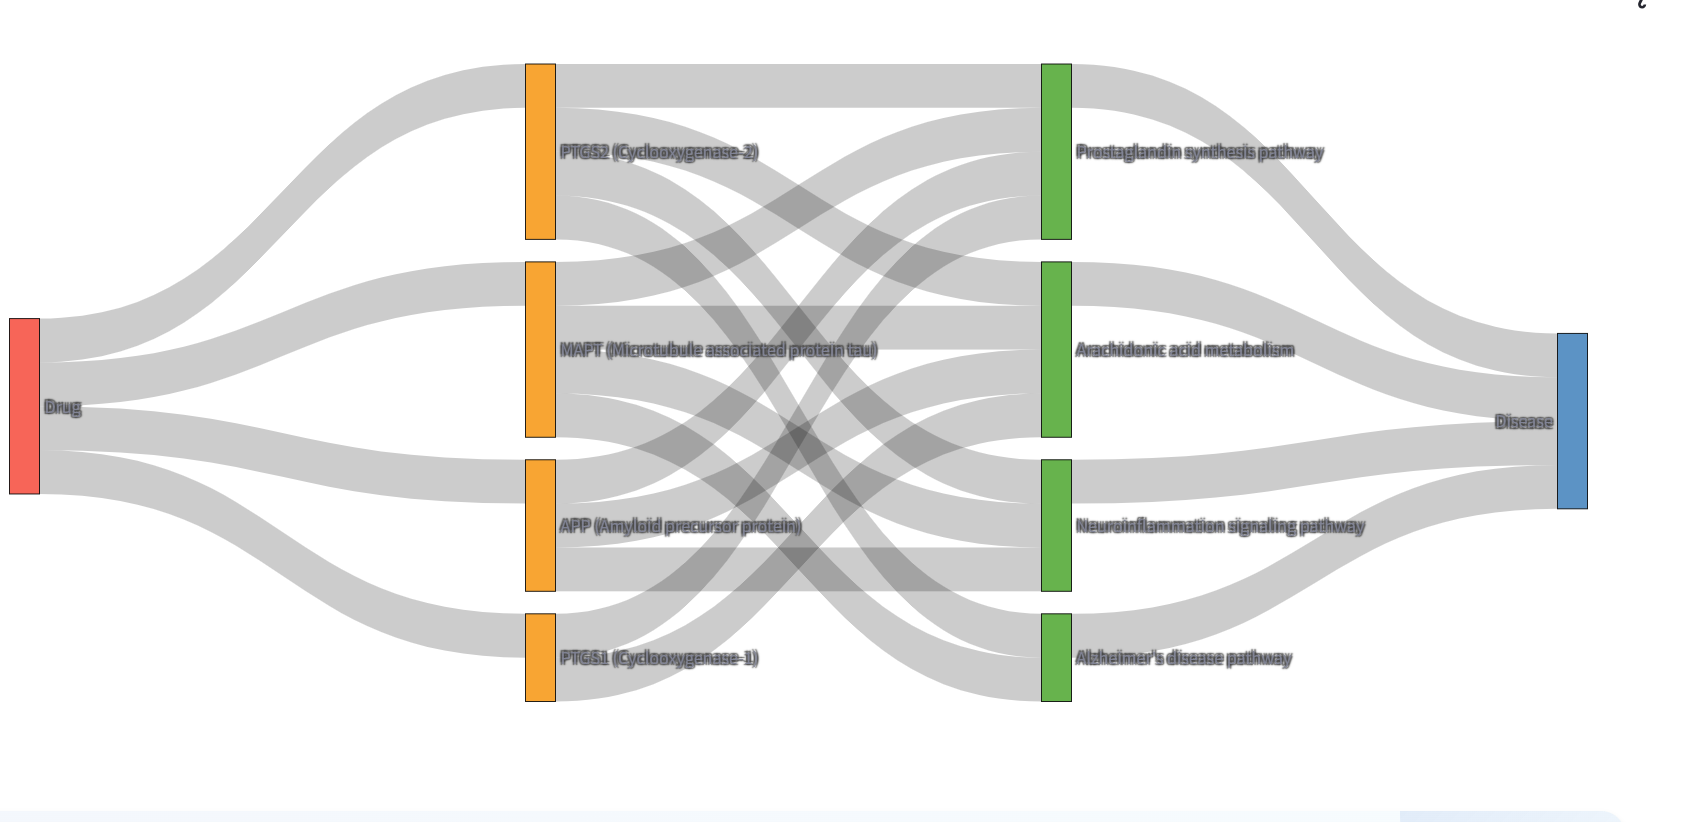 PTGS2 (Cyclooxygenase-2)
Prostaglandin synthesis pathway
MAPT (Microtubule associated protein tau)
Arachidonic acid metabolism
Drug
Disease
APP (Amyloid precursor protein)
Neuroinflammation signaling pathway
PTGS1 (Cyclooxygenase-1)
Alzheimer's disease pathway